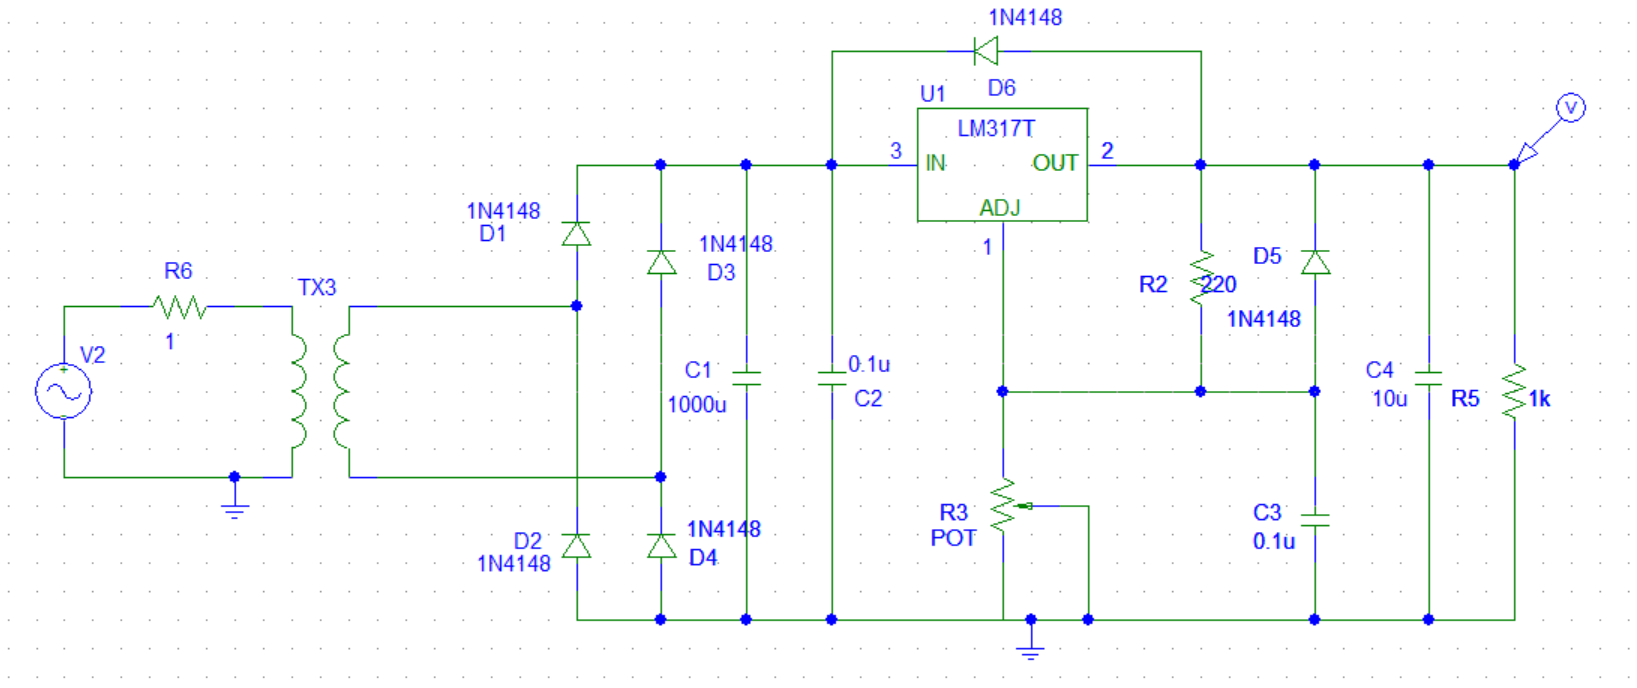 1N4148
D6
U1
LM317T
3
IN
OUT
2
ADJ
1
V
1N4148
D1
1N4148
D3
R6
1
TX3
V2
+
C1
1000u
0.1u
C2
R2
220
D5
1N4148
C4
10u
R5
1k
D2
1N4148
1N4148
D4
R3
POT
C3
0.1u